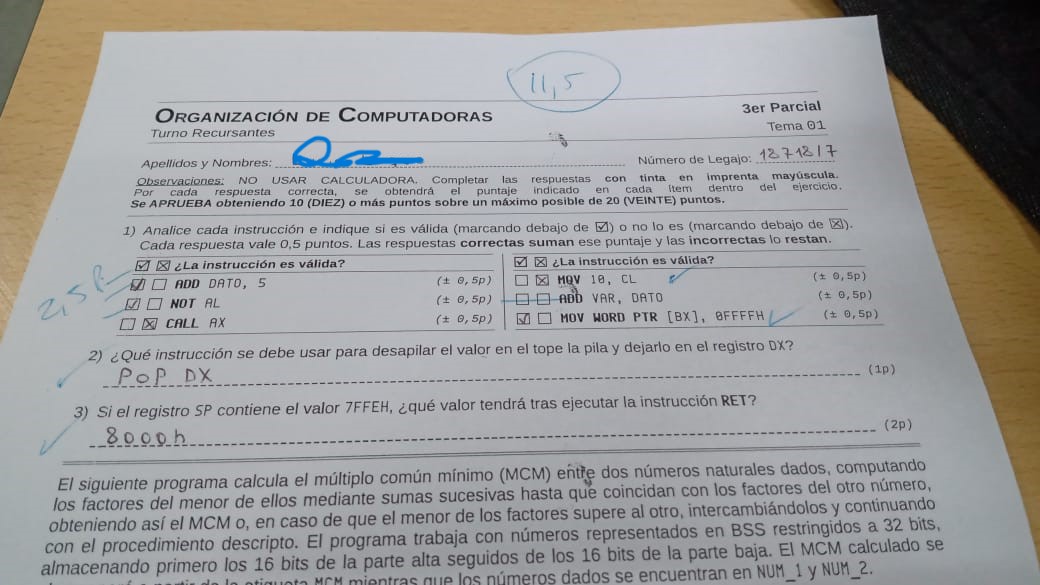 11,5
ORGANIZACIÓN DE COMPUTADORAS
3er Parcial
Turno Recursantes
Tema 01
Apellidos y Nombres:
Número de Legajo: 18718/7
Observaciones: NO USAR CALCULADORA. Completar las respuestas con tinta en imprenta mayúscula.
Por cada respuesta correcta, se obtendrá el puntaje indicado en cada ítem dentro del ejercicio.
Se APRUEBA obteniendo 10 (DIEZ) o más puntos sobre un máximo posible de 20 (VEINTE) puntos.
1) Analice cada instrucción e indique si es válida (marcando debajo de ☑) o no lo es (marcando debajo de ☒).
Cada respuesta vale 0,5 puntos. Las respuestas correctas suman ese puntaje y las incorrectas lo restan.
☑ ☒ ¿La instrucción es válida?
☑ ☐ ADD DATO, 5 (± 0,5p)
☑ ☐ NOT AL (± 0,5p)
☐ ☒ CALL AX (± 0,5p)
2,5p.
☑ ☒ ¿La instrucción es válida?
☐ ☒ MOV 10, CL (± 0,5p)
☐ ☐ ADD VAR, DATO (± 0,5p)
☑ ☐ MOV WORD PTR [BX], 0FFFFH (± 0,5p)
2) ¿Qué instrucción se debe usar para desapilar el valor en el tope la pila y dejarlo en el registro DX?
POP DX (1p)
3) Si el registro SP contiene el valor 7FFEH, ¿qué valor tendrá tras ejecutar la instrucción RET?
8000h (2p)
El siguiente programa calcula el múltiplo común mínimo (MCM) entre dos números naturales dados, computando
los factores del menor de ellos mediante sumas sucesivas hasta que coincidan con los factores del otro número,
obteniendo así el MCM o, en caso de que el menor de los factores supere al otro, intercambiándolos y continuando
con el procedimiento descripto. El programa trabaja con números representados en BSS restringidos a 32 bits,
almacenando primero los 16 bits de la parte alta seguidos de los 16 bits de la parte baja. El MCM calculado se
a partir de la etiqueta MCM mientras que los números dados se encuentran en NUM_1 y NUM_2.